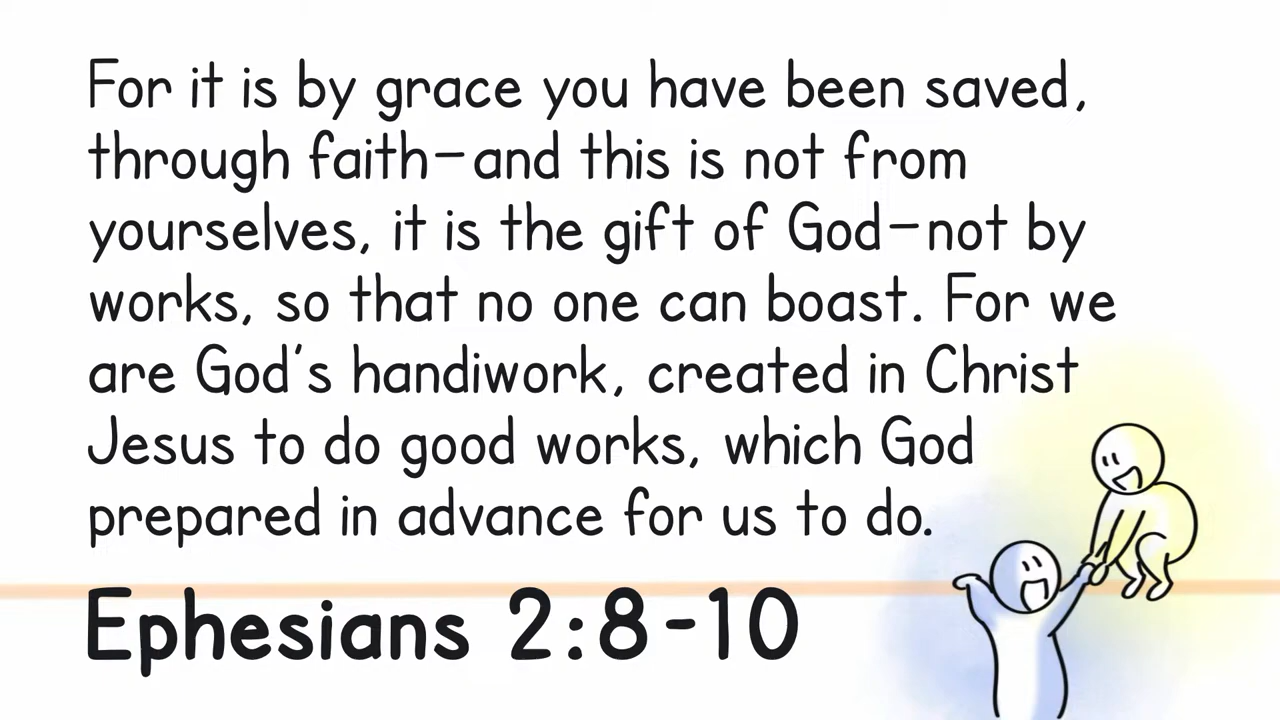 For it is by grace you have been saved,
through faith—and this is not from
yourselves, it is the gift of God—not by
works, so that no one can boast. For we
are God's handiwork, created in Christ
Jesus to do good works, which God
prepared in advance for us to do.
Ephesians 2:8-10